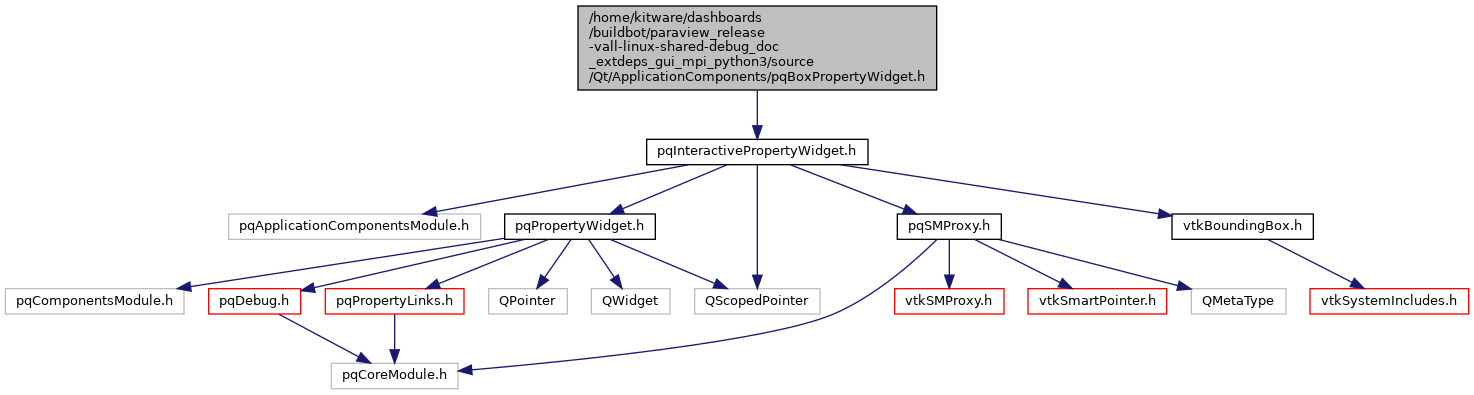 /home/kitware/dashboards
/buildbot/paraview_release
-vall-linux-shared-debug_doc
_extdeps_gui_mpi_python3/source
/Qt/ApplicationComponents/pqBoxPropertyWidget.h
pqInteractivePropertyWidget.h
pqApplicationComponentsModule.h
pqPropertyWidget.h
pqSMProxy.h
vtkBoundingBox.h
pqComponentsModule.h
pqDebug.h
pqPropertyLinks.h
QPointer
QWidget
QScopedPointer
vtkSMProxy.h
vtkSmartPointer.h
QMetaType
vtkSystemIncludes.h
pqCoreModule.h